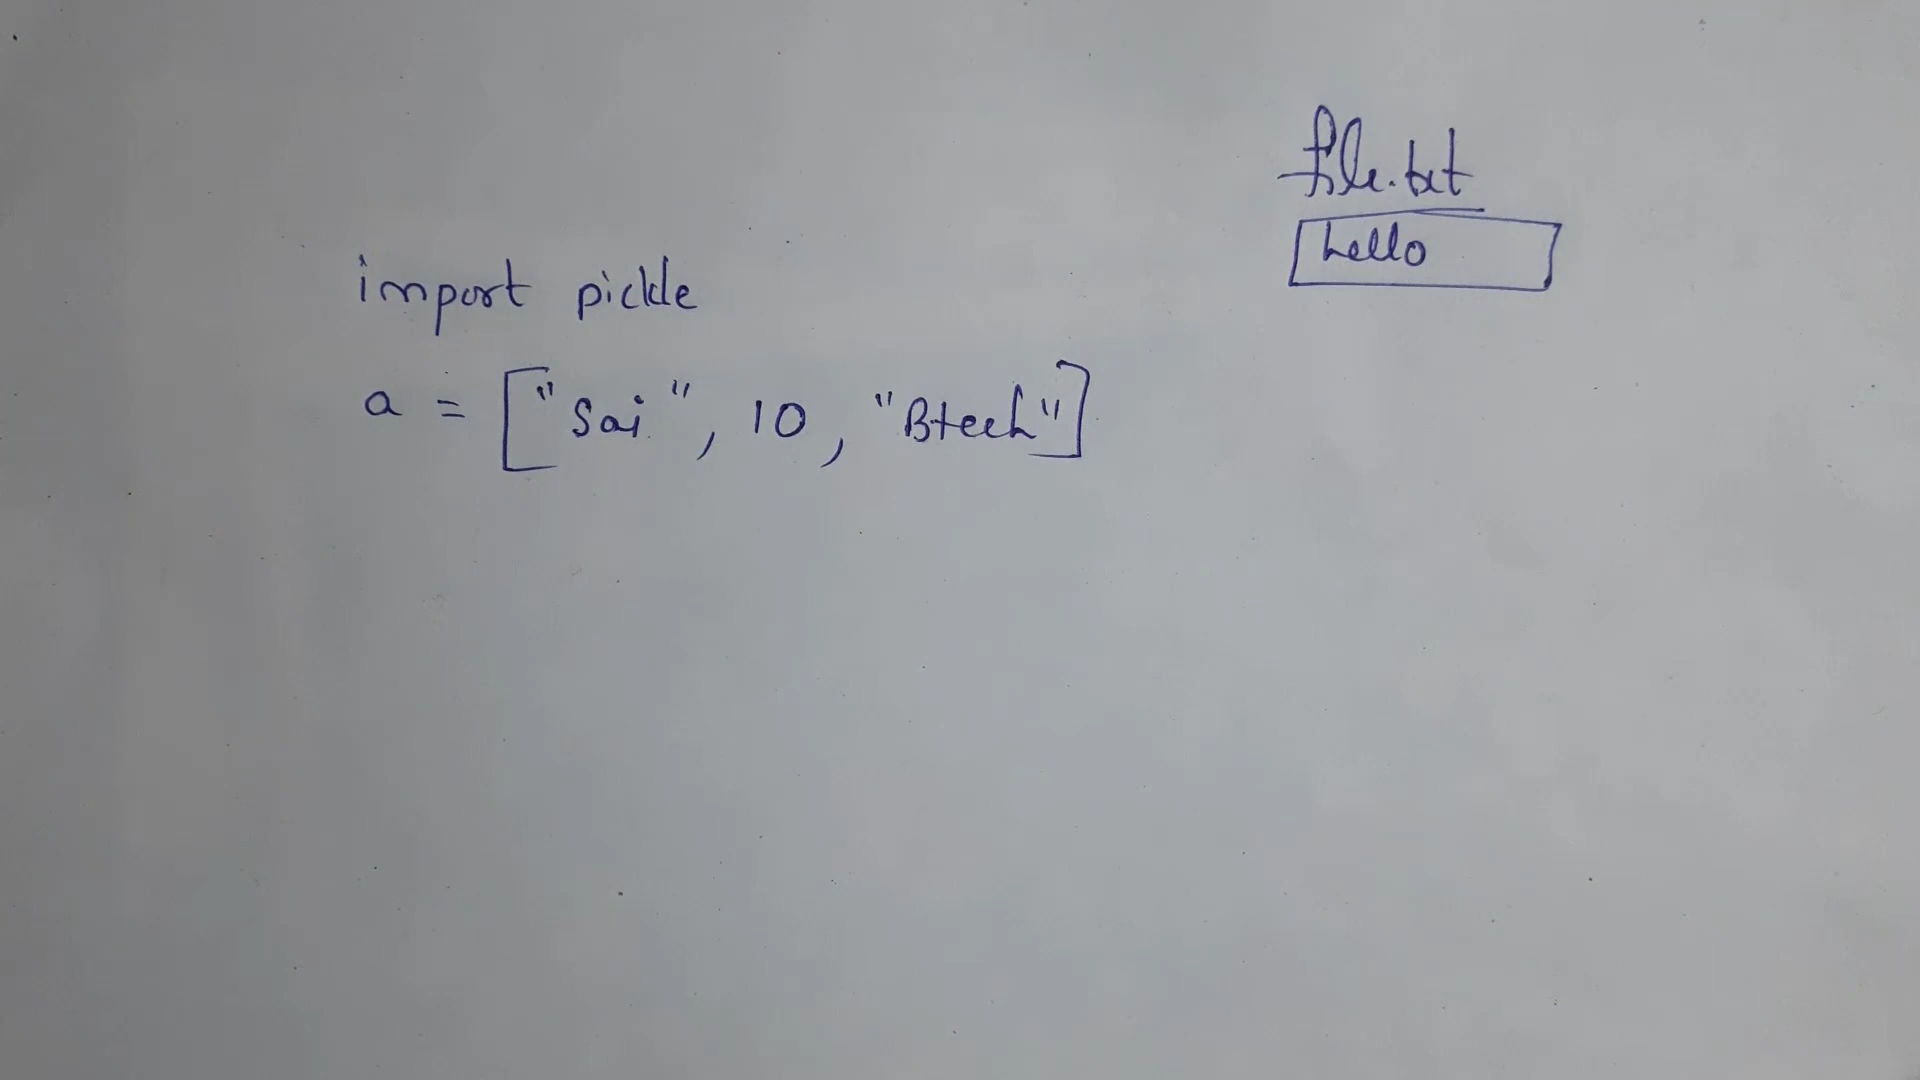 file.txt
hello
import pickle
a = ["Sai", 10, "Btech"]